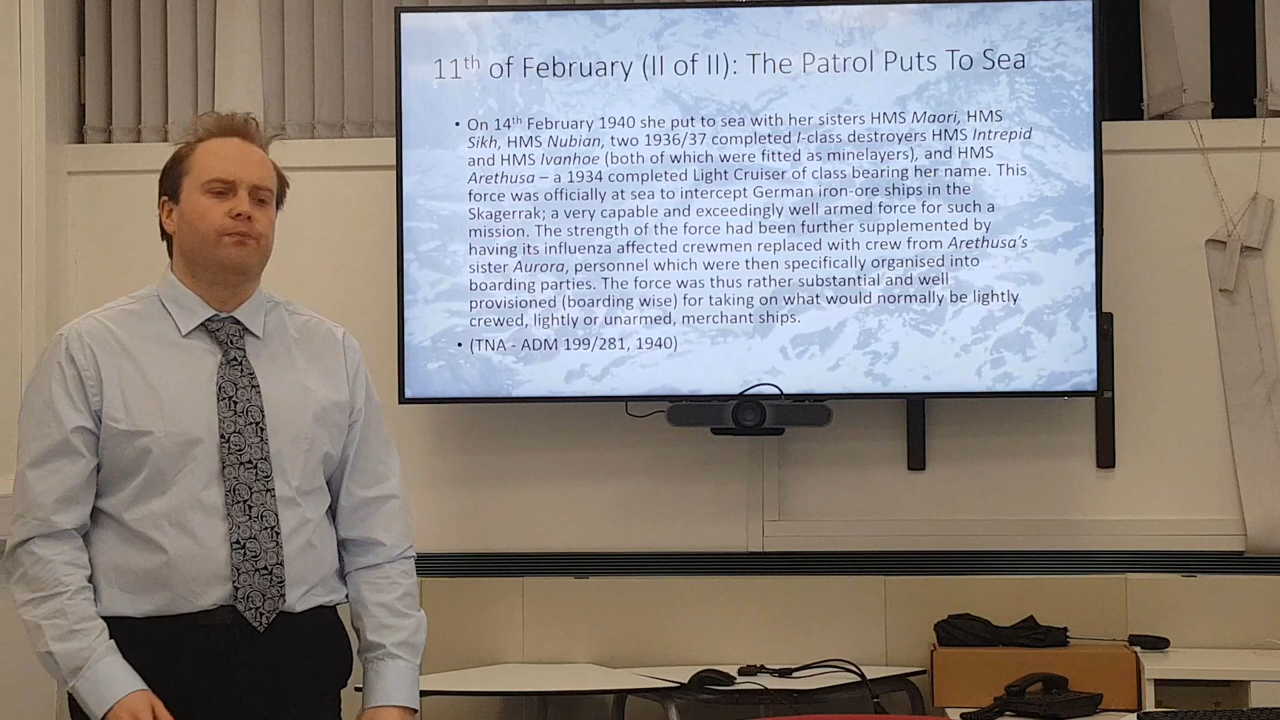 11th of February (II of II): The Patrol Puts To Sea
• On 14th February 1940 she put to sea with her sisters HMS Maori, HMS
Sikh, HMS Nubian, two 1936/37 completed I-class destroyers HMS Intrepid
and HMS Ivanhoe (both of which were fitted as minelayers), and HMS
Arethusa – a 1934 completed Light Cruiser of class bearing her name. This
force was officially at sea to intercept German iron-ore ships in the
Skagerrak; a very capable and exceedingly well armed force for such a
mission. The strength of the force had been further supplemented by
having its influenza affected crewmen replaced with crew from Arethusa's
sister Aurora, personnel which were then specifically organised into
boarding parties. The force was thus rather substantial and well
provisioned (boarding wise) for taking on what would normally be lightly
crewed, lightly or unarmed, merchant ships.
• (TNA - ADM 199/281, 1940)